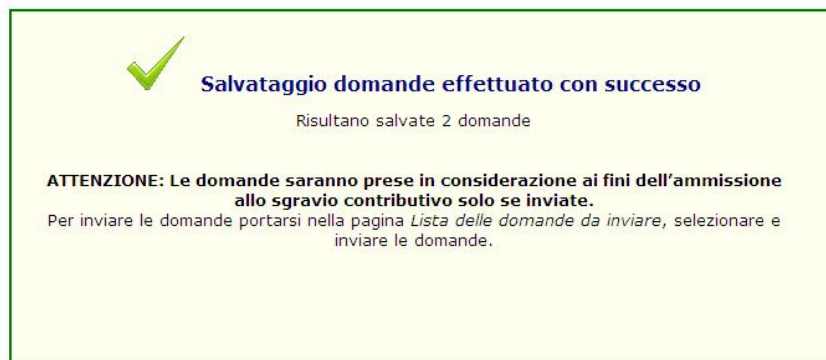 Salvataggio domande effettuato con successo
Risultano salvate 2 domande
ATTENZIONE: Le domande saranno prese in considerazione ai fini dell’ammissione
allo sgravio contributivo solo se inviate.
Per inviare le domande portarsi nella pagina Lista delle domande da inviare, selezionare e
inviare le domande.